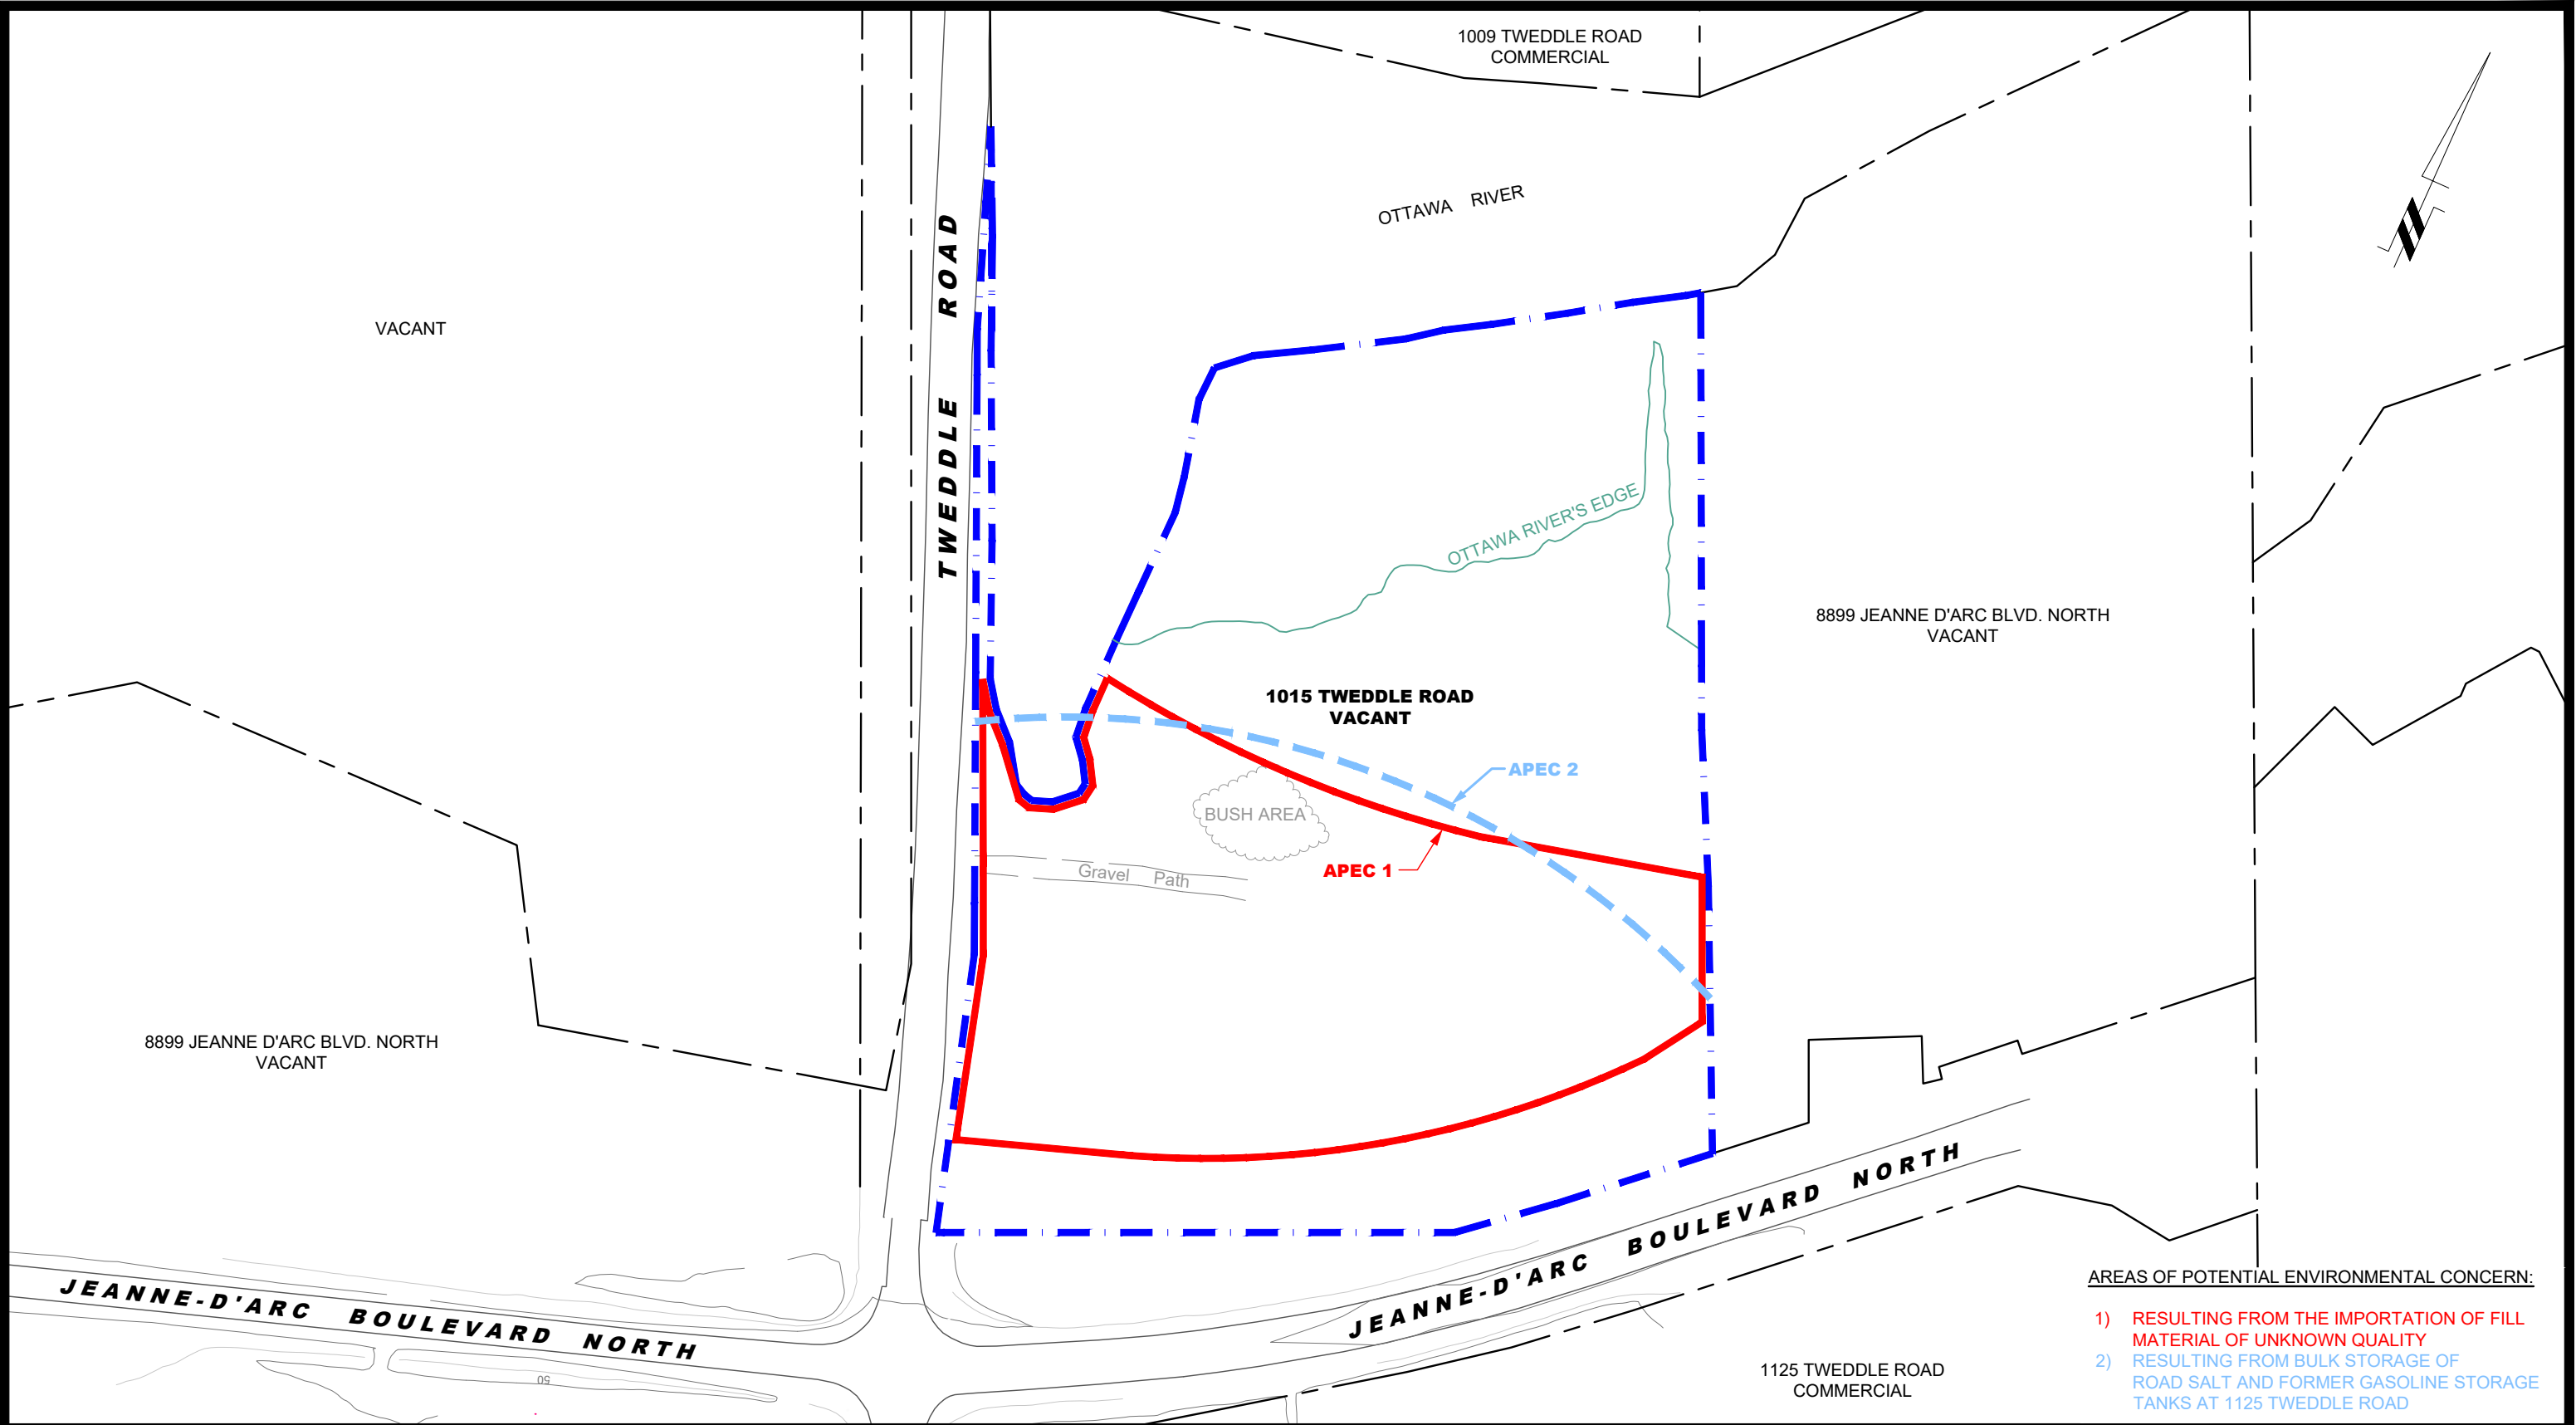 1009 TWEDDLE ROAD
COMMERCIAL
OTTAWA RIVER
TWEDDLE ROAD
VACANT
OTTAWA RIVER'S EDGE
8899 JEANNE D'ARC BLVD. NORTH
VACANT
1015 TWEDDLE ROAD
VACANT
APEC 2
BUSH AREA
APEC 1
Gravel Path
8899 JEANNE D'ARC BLVD. NORTH
VACANT
JEANNE-D'ARC BOULEVARD NORTH
JEANNE-D'ARC BOULEVARD NORTH
50
1125 TWEDDLE ROAD
COMMERCIAL
AREAS OF POTENTIAL ENVIRONMENTAL CONCERN:
1) RESULTING FROM THE IMPORTATION OF FILL
MATERIAL OF UNKNOWN QUALITY
2) RESULTING FROM BULK STORAGE OF
ROAD SALT AND FORMER GASOLINE STORAGE
TANKS AT 1125 TWEDDLE ROAD